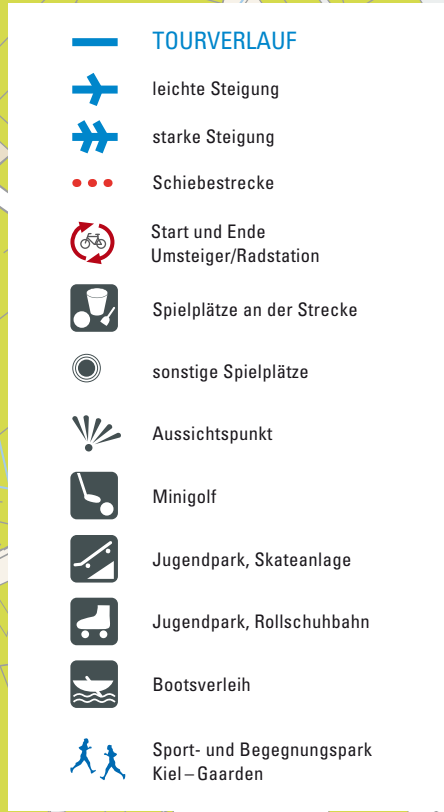 TOURVERLAUF
leichte Steigung
starke Steigung
Schiebestrecke
Start und Ende
Umsteiger/Radstation
Spielplätze an der Strecke
sonstige Spielplätze
Aussichtspunkt
Minigolf
Jugendpark, Skateanlage
Jugendpark, Rollschuhbahn
Bootsverleih
Sport- und Begegnungspark
Kiel–Gaarden